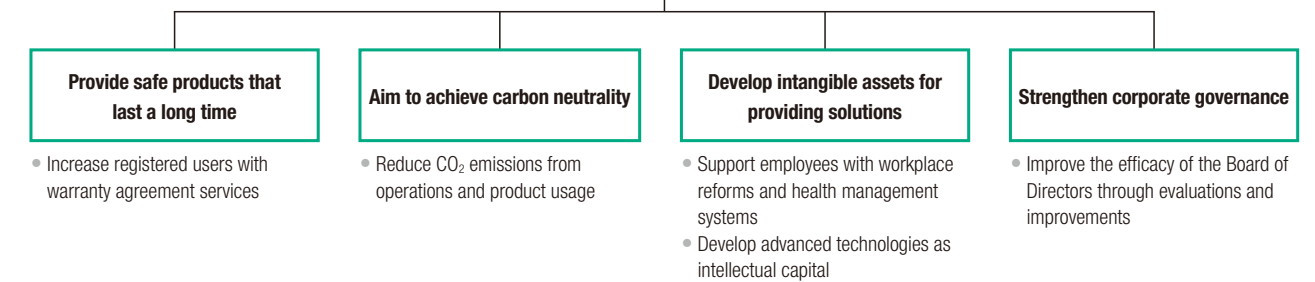 Provide safe products that
last a long time
• Increase registered users with
warranty agreement services
Aim to achieve carbon neutrality
• Reduce CO₂ emissions from
operations and product usage
Develop intangible assets for
providing solutions
• Support employees with workplace
reforms and health management
systems
• Develop advanced technologies as
intellectual capital
Strengthen corporate governance
• Improve the efficacy of the Board of
Directors through evaluations and
improvements